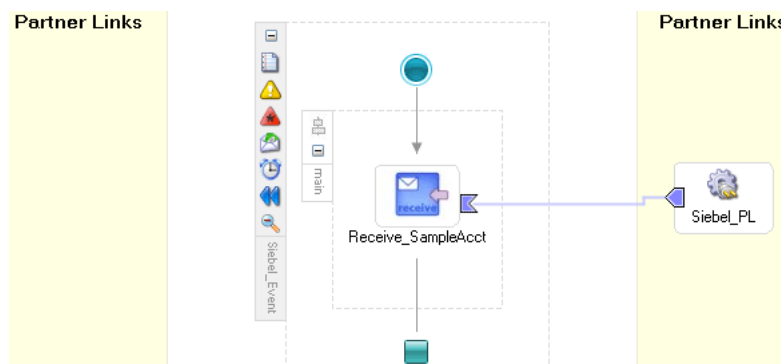 Partner Links
Partner Links
main
receive
Receive_SampleAcct
Siebel_PL
Siebel_Event